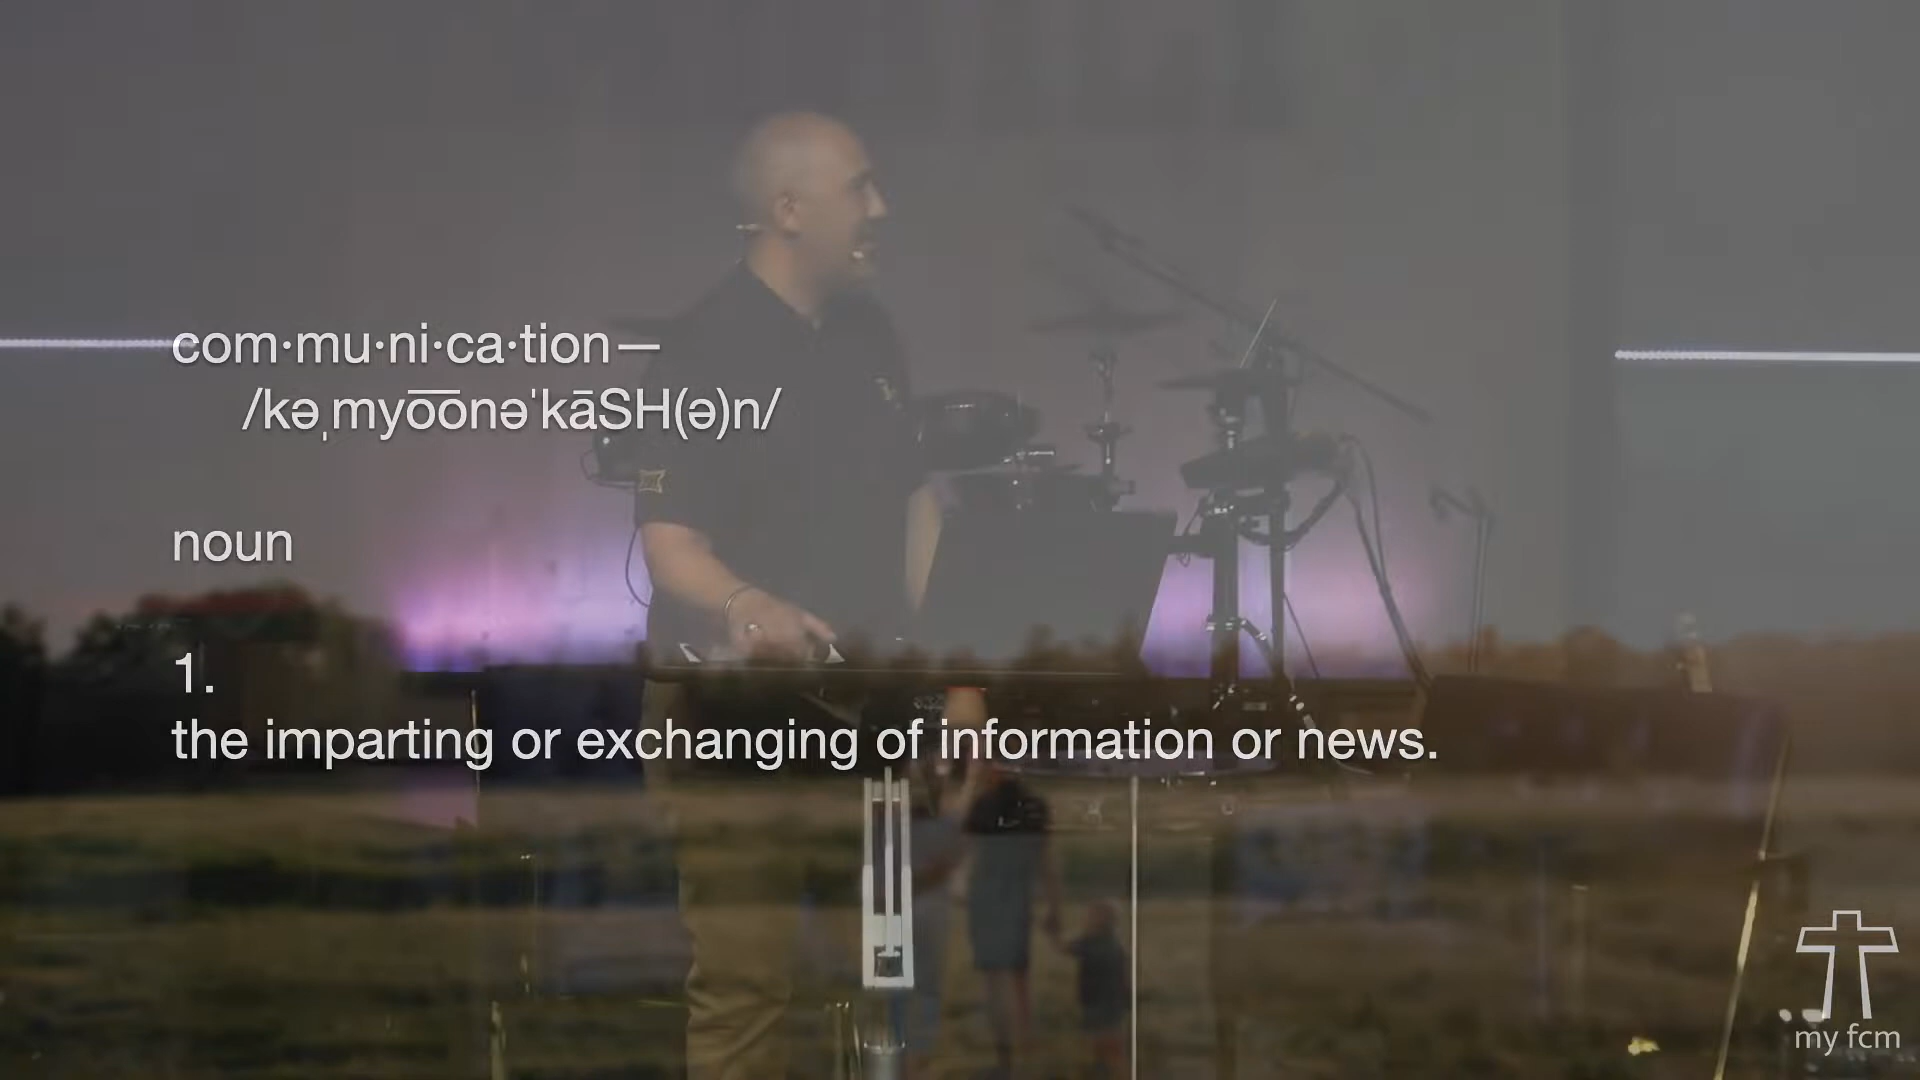 com·mu·ni·ca·tion—
/kəˌmyo͞onəˈkāSH(ə)n/
noun
1.
the imparting or exchanging of information or news.
my fcm